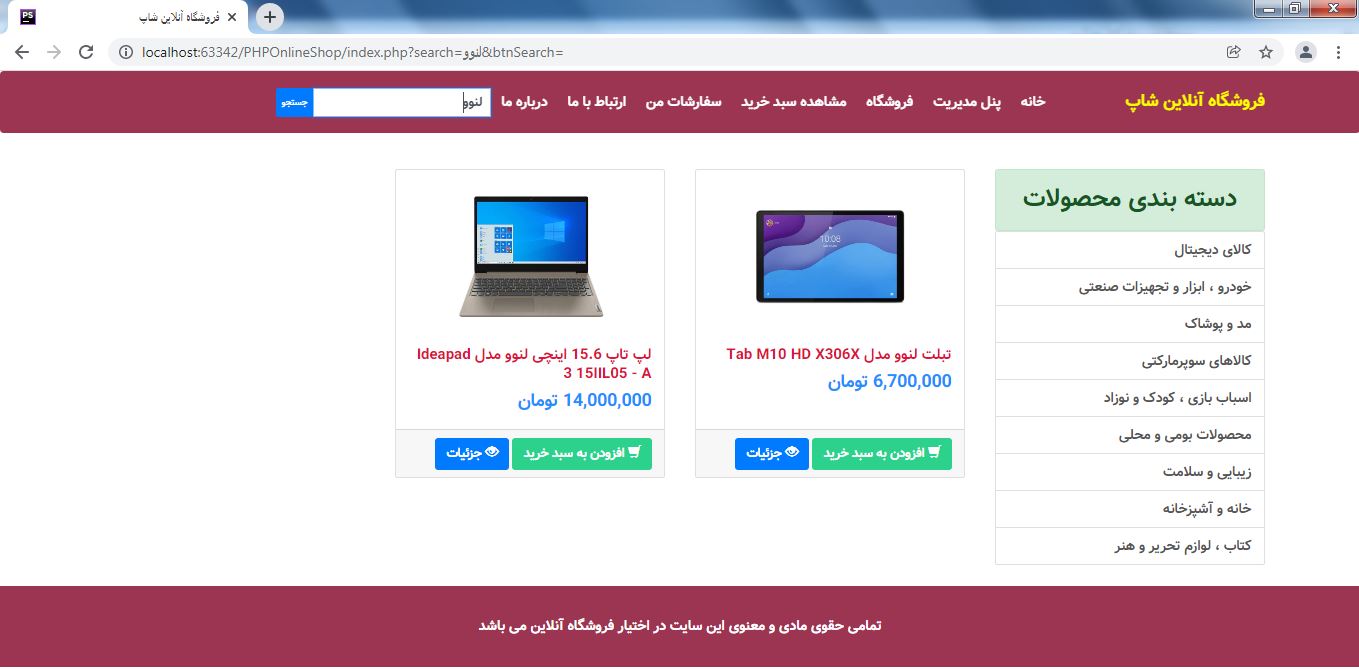 فروشگاه آنلاین شاپ
localhost:63342/PHPOnlineShop/index.php?search=لنوو&btnSearch=
فروشگاه آنلاین شاپ
خانه
پنل مدیریت
فروشگاه
مشاهده سبد خرید
سفارشات من
ارتباط با ما
درباره ما
لنوو
جستجو
دسته بندی محصولات
کالای دیجیتال
خودرو ، ابزار و تجهیزات صنعتی
مد و پوشاک
کالاهای سوپرمارکتی
اسباب بازی ، کودک و نوزاد
محصولات بومی و محلی
زیبایی و سلامت
خانه و آشپزخانه
کتاب ، لوازم تحریر و هنر
10:08
تبلت لنوو مدل Tab M10 HD X306X
6,700,000 تومان
افزودن به سبد خرید
جزئیات
لپ تاپ 15.6 اینچی لنوو مدل Ideapad
3 15IIL05 - A
14,000,000 تومان
افزودن به سبد خرید
جزئیات
تمامی حقوی مادی و معنوی این سایت در اختیار فروشگاه آنلاین می باشد